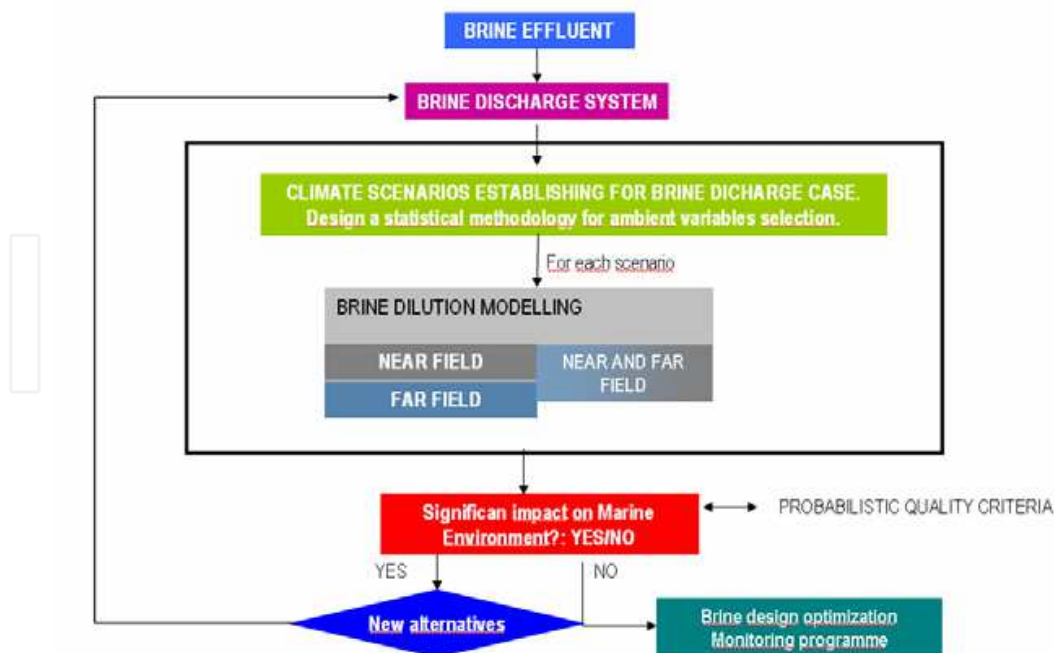 BRINE EFFLUENT
BRINE DISCHARGE SYSTEM
CLIMATE SCENARIOS ESTABLISHING FOR BRINE DICHARGE CASE.
Design a statistical methodology for ambient variables selection.
For each scenario
BRINE DILUTION MODELLING
NEAR FIELD
NEAR AND FAR
FIELD
FAR FIELD
Significan impact on Marine
Environment?: YES/NO
PROBABILISTIC QUALITY CRITERIA
YES
NO
New alternatives
Brine design optimization
Monitoring programme